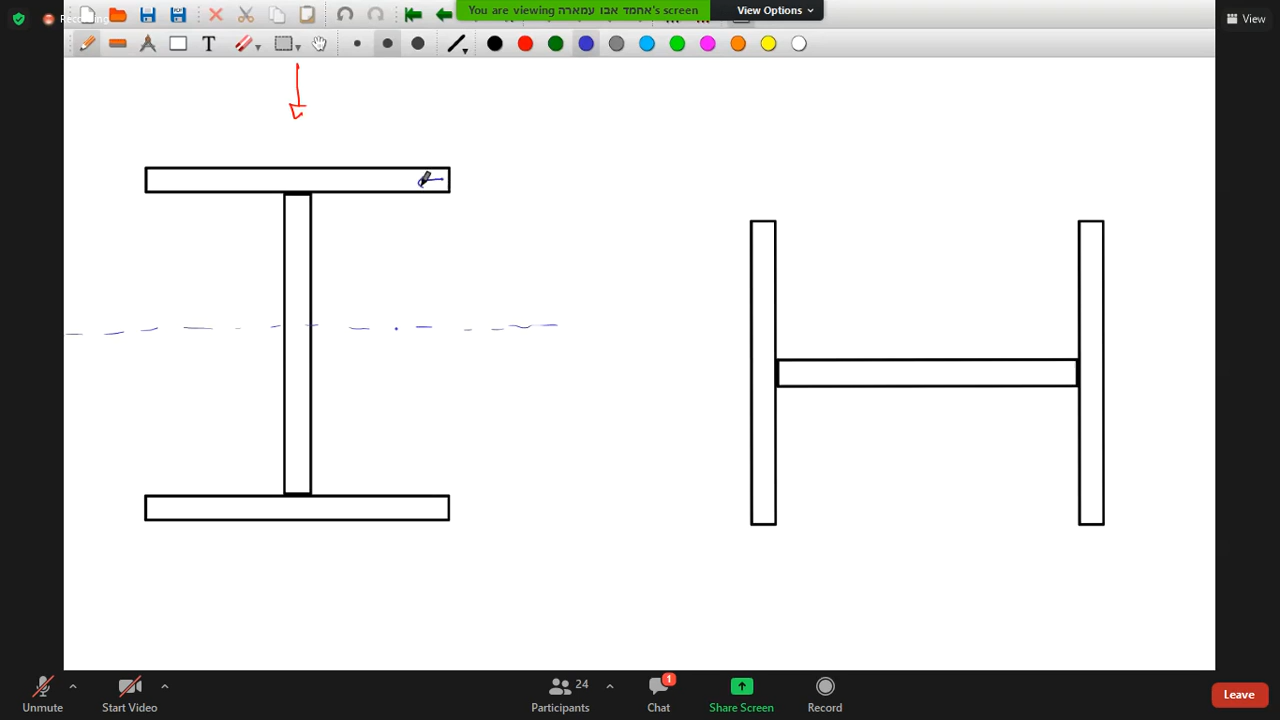 Recording
You are viewing אחמד אבו עמארה's screen
View Options
View
T
Unmute
Start Video
24
Participants
1
Chat
Share Screen
Record
Leave